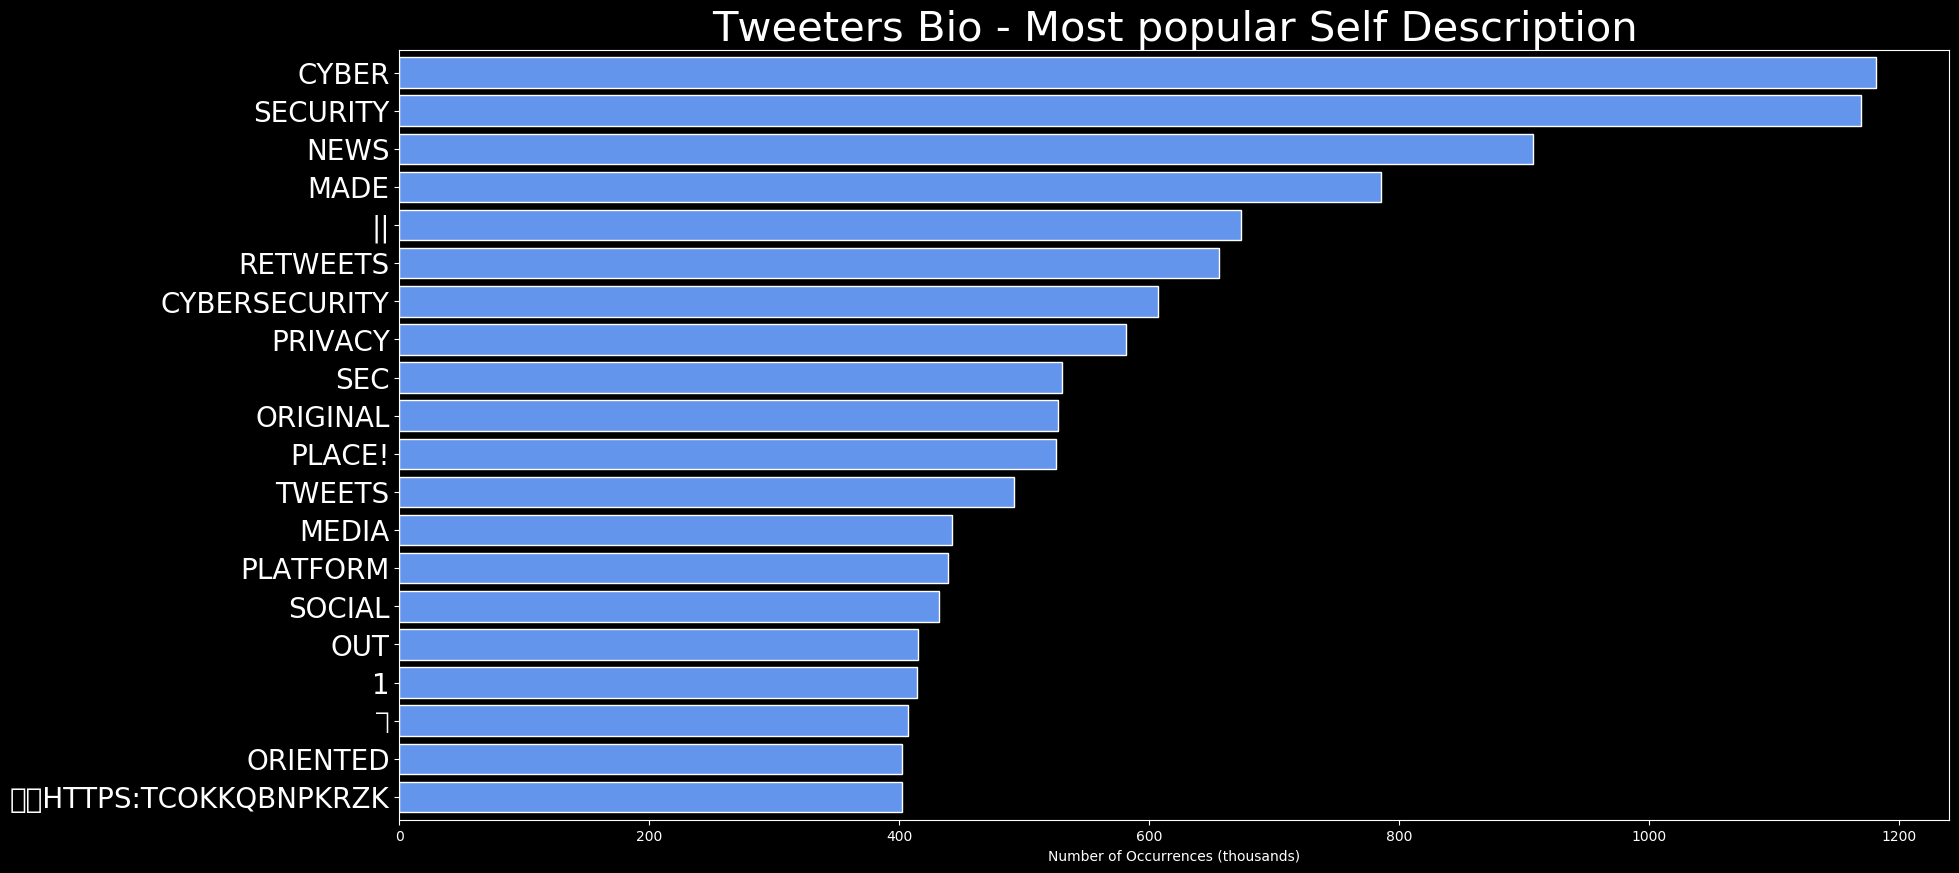 Tweeters Bio - Most popular Self Description
CYBER
SECURITY
NEWS
MADE
||
RETWEETS
CYBERSECURITY
PRIVACY
SEC
ORIGINAL
PLACE!
TWEETS
MEDIA
PLATFORM
SOCIAL
OUT
1
ㄱ
ORIENTED
HTTPS:TCOKKQBNPKRZK
0 200 400 600 800 1000 1200
Number of Occurrences (thousands)